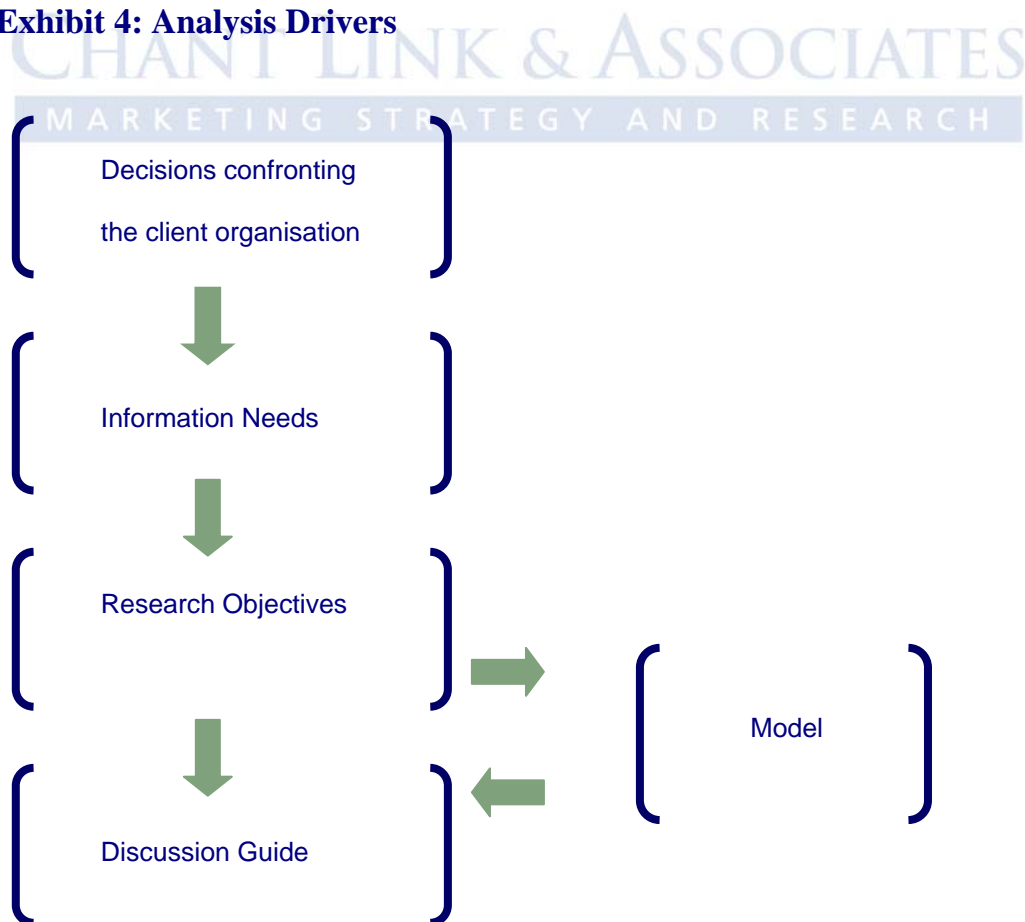 Exhibit 4: Analysis Drivers
CHANT LINK & ASSOCIATES
MARKETING STRATEGY AND RESEARCH
Decisions confronting
the client organisation
Information Needs
Research Objectives
Model
Discussion Guide